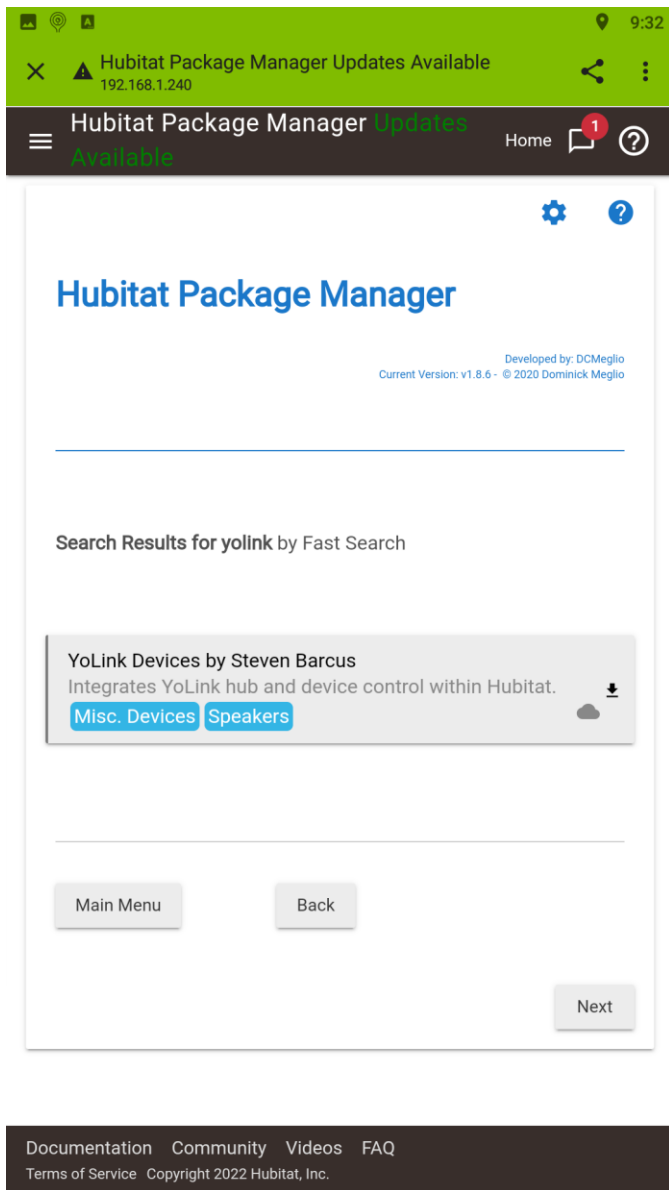 9:32
Hubitat Package Manager Updates Available
192.168.1.240
Hubitat Package Manager Updates
Available
Home
1
Hubitat Package Manager
Developed by: DCMeglio
Current Version: v1.8.6 - © 2020 Dominick Meglio
Search Results for yolink by Fast Search
YoLink Devices by Steven Barcus
Integrates YoLink hub and device control within Hubitat.
Misc. Devices Speakers
Main Menu Back
Next
Documentation Community Videos FAQ
Terms of Service Copyright 2022 Hubitat, Inc.